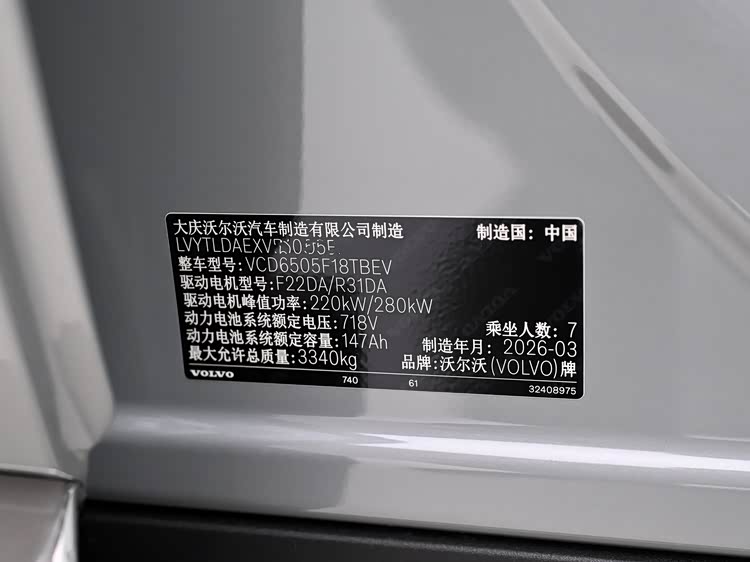 大庆沃尔沃汽车制造有限公司制造 制造国：中国
整车型号：VCD6505F18TBEV
驱动电机型号：F22DA/R31DA
驱动电机峰值功率：220kW/280kW
动力电池系统额定电压：718V 乘坐人数：7
动力电池系统额定容量：147Ah 制造年月：2026-03
最大允许总质量：3340kg 品牌：沃尔沃(VOLVO)牌
VOLVO 740 61 32408975